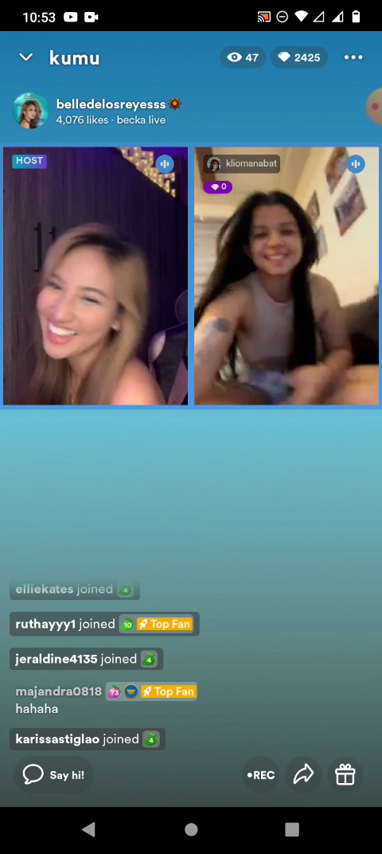 10:53
kumu
47
2425
belledelosreyesss
4,076 likes · becka live
HOST
kliomanabat
0
elliekates joined
ruthayyy1 joined 10 Top Fan
jeraldine4135 joined 4
majandra0818 73 Top Fan
hahaha
karissastiglao joined 4
Say hi!
•REC